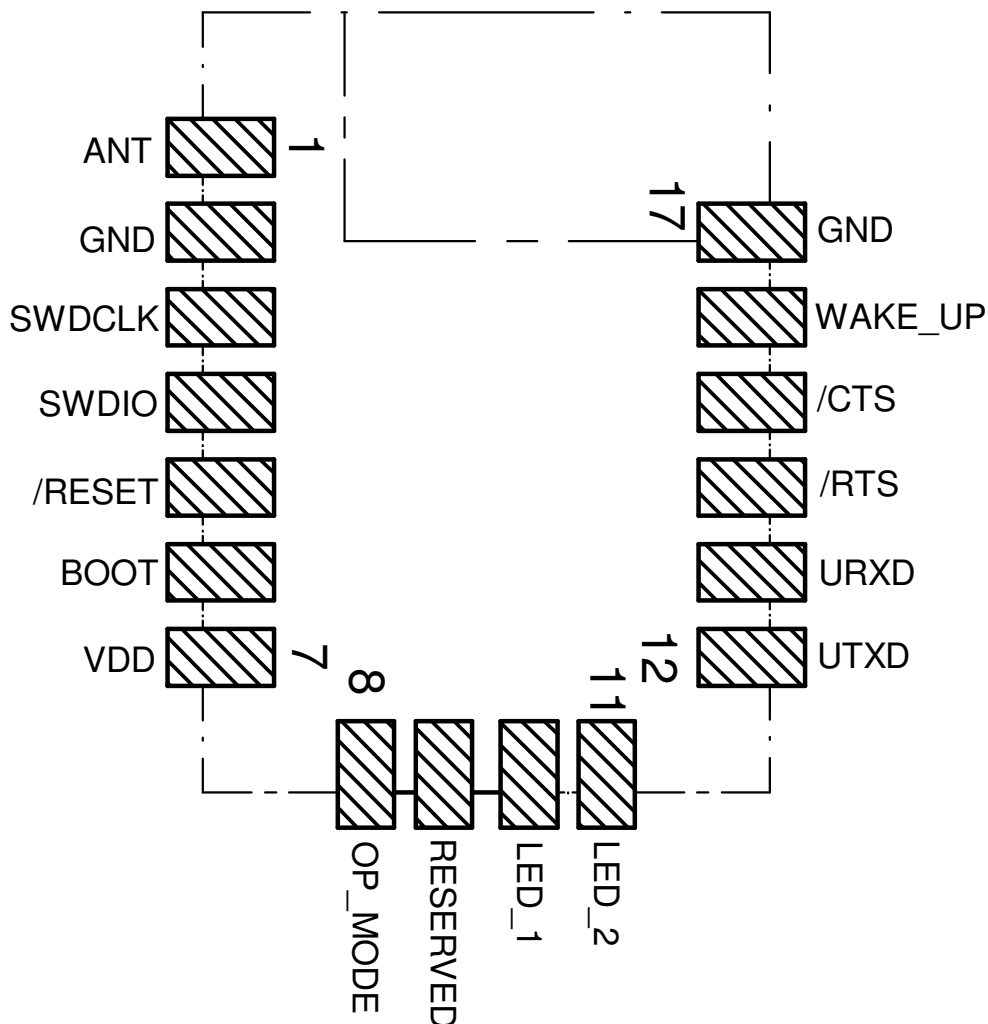 ANT
1
GND
SWDCLK
SWDIO
/RESET
BOOT
VDD
7
8
OP_MODE
RESERVED
LED_1
LED_2
11
12
UTXD
URXD
/RTS
/CTS
WAKE_UP
GND
17